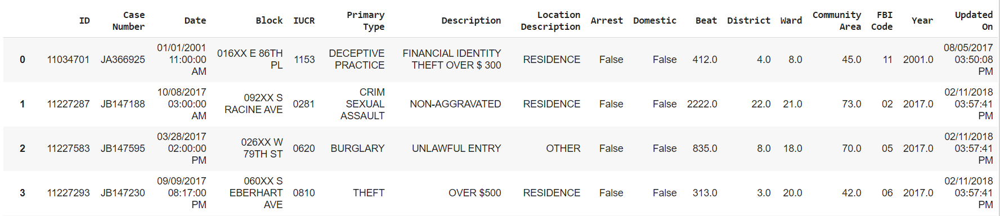 ID Case Number Date Block IUCR Primary Type Description Location Description Arrest Domestic Beat District Ward Community Area FBI Code Year Updated On
0 11034701 JA366925 01/01/2001 11:00:00 AM 016XX E 86TH PL 1153 DECEPTIVE PRACTICE FINANCIAL IDENTITY THEFT OVER $ 300 RESIDENCE False False 412.0 4.0 8.0 45.0 11 2001.0 08/05/2017 03:50:08 PM
1 11227287 JB147188 10/08/2017 03:00:00 AM 092XX S RACINE AVE 0281 CRIM SEXUAL ASSAULT NON-AGGRAVATED RESIDENCE False False 2222.0 22.0 21.0 73.0 02 2017.0 02/11/2018 03:57:41 PM
2 11227583 JB147595 03/28/2017 02:00:00 PM 026XX W 79TH ST 0620 BURGLARY UNLAWFUL ENTRY OTHER False False 835.0 8.0 18.0 70.0 05 2017.0 02/11/2018 03:57:41 PM
3 11227293 JB147230 09/09/2017 08:17:00 PM 060XX S EBERHART AVE 0810 THEFT OVER $500 RESIDENCE False False 313.0 3.0 20.0 42.0 06 2017.0 02/11/2018 03:57:41 PM